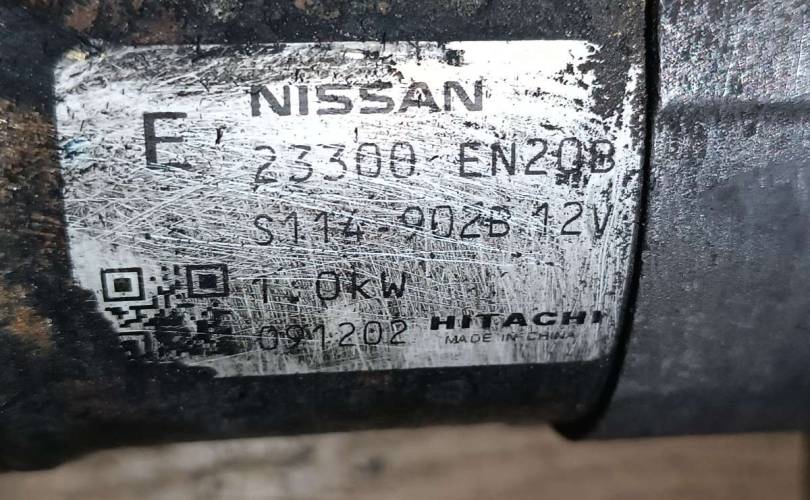 NISSAN
E 23300-EN20B
S114-902B 12V
1.0kW
091202 HITACHI
MADE IN CHINA